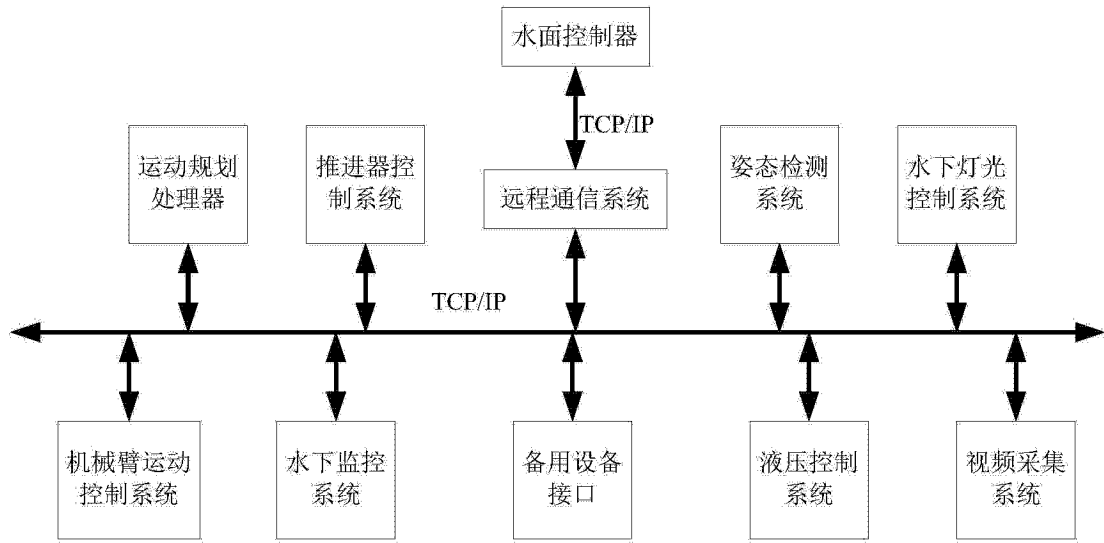 水面控制器
TCP/IP
运动规划
处理器
推进器控
制系统
远程通信系统
姿态检测
系统
水下灯光
控制系统
TCP/IP
机械臂运动
控制系统
水下监控
系统
备用设备
接口
液压控制
系统
视频采集
系统